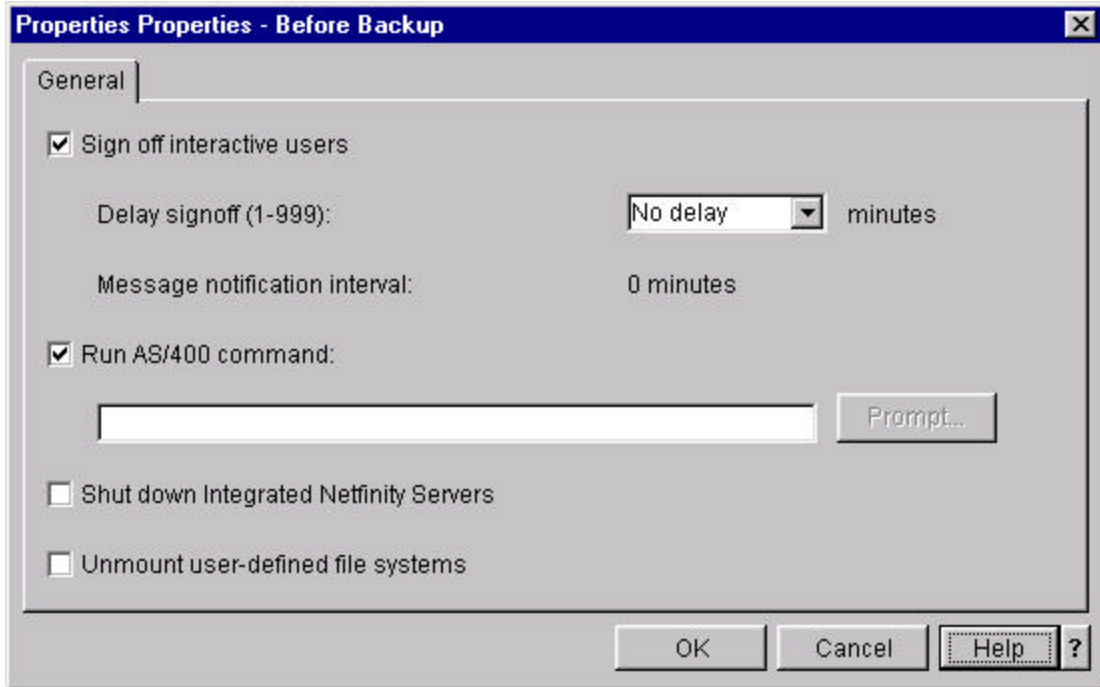 Properties Properties - Before Backup
General
Sign off interactive users
Delay signoff (1-999): No delay minutes
Message notification interval: 0 minutes
Run AS/400 command:
Prompt...
Shut down Integrated Netfinity Servers
Unmount user-defined file systems
OK Cancel Help ?